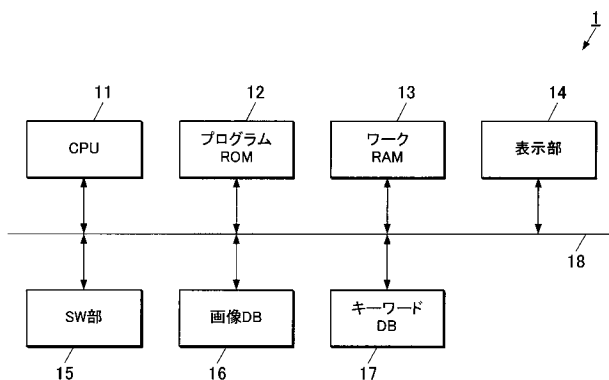 1
11
12
13
14
CPU
プログラム
ROM
ワーク
RAM
表示部
18
SW部
画像DB
キーワード
DB
15
16
17